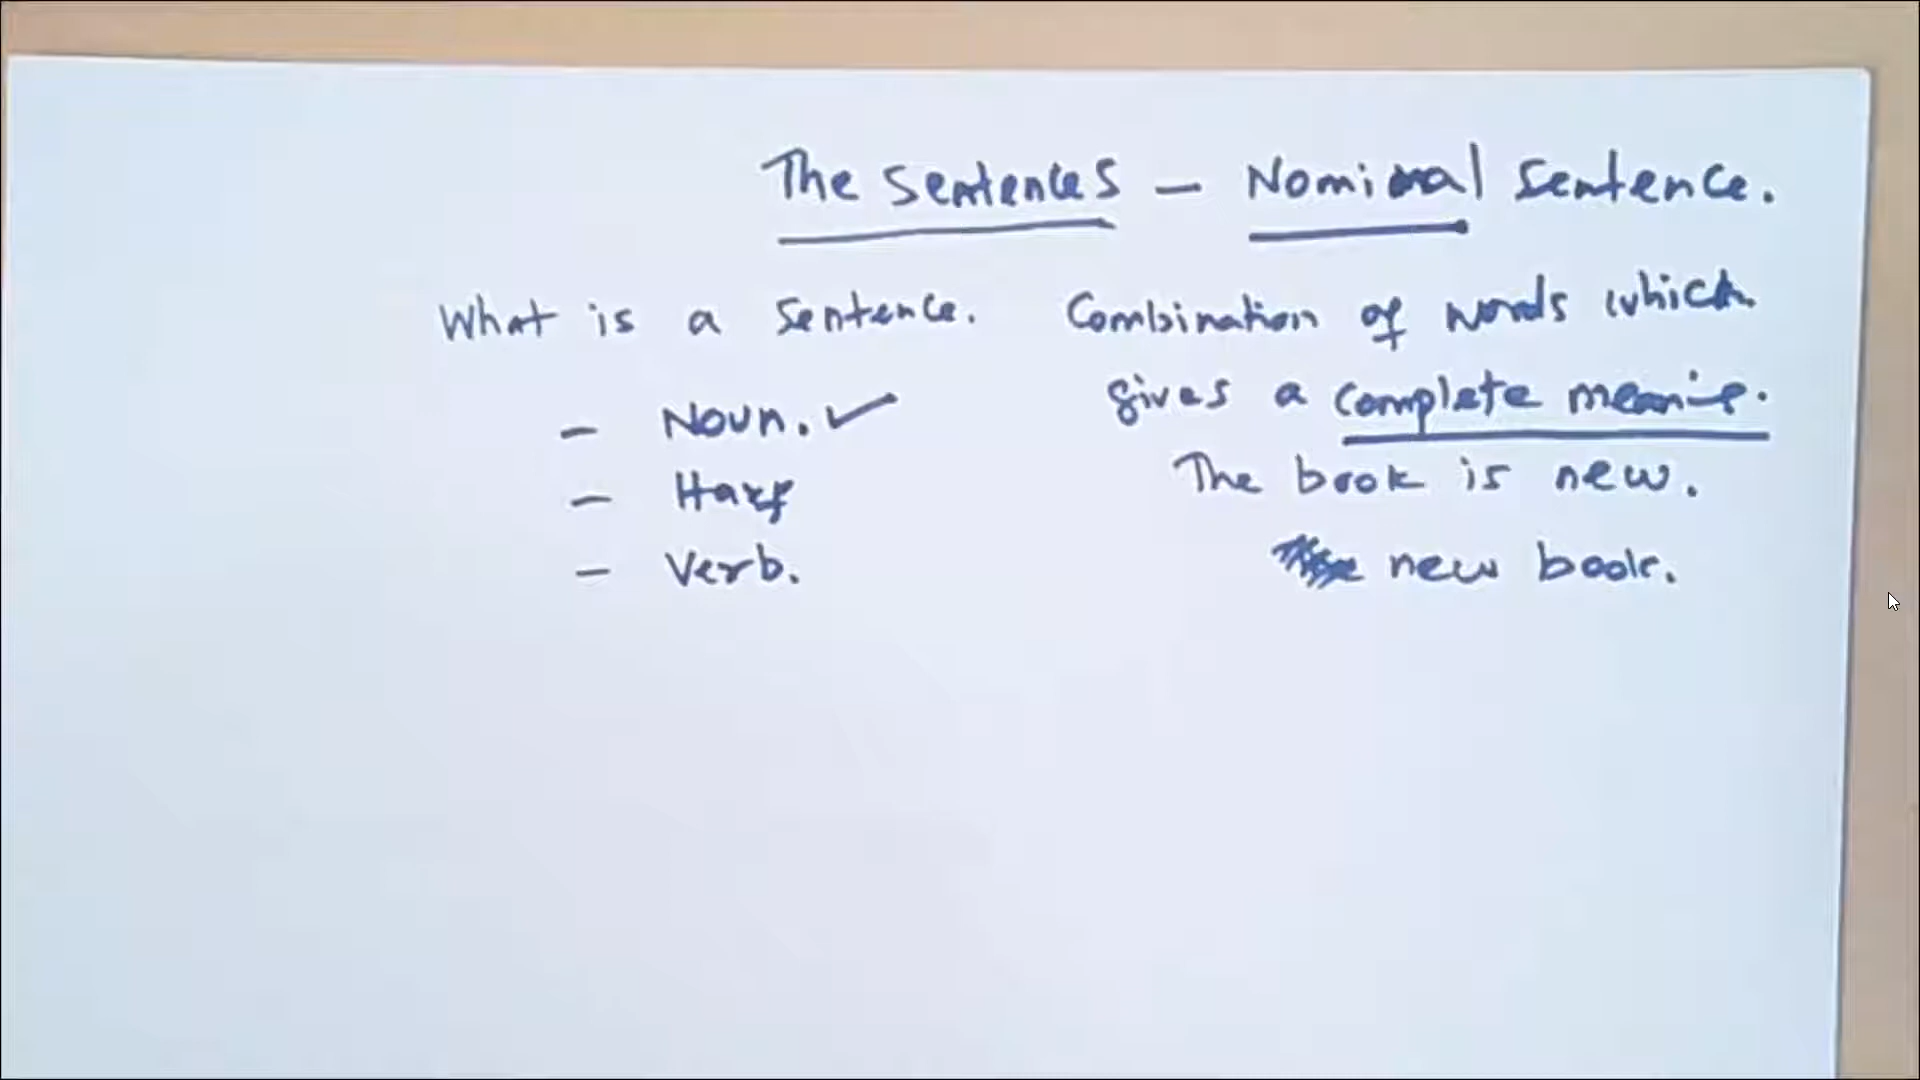 The Sentences — Nominal Sentence.
What is a sentence. Combination of words which
gives a complete meaning.
— Noun. ✓
The book is new.
— Harf
new book.
— Verb.